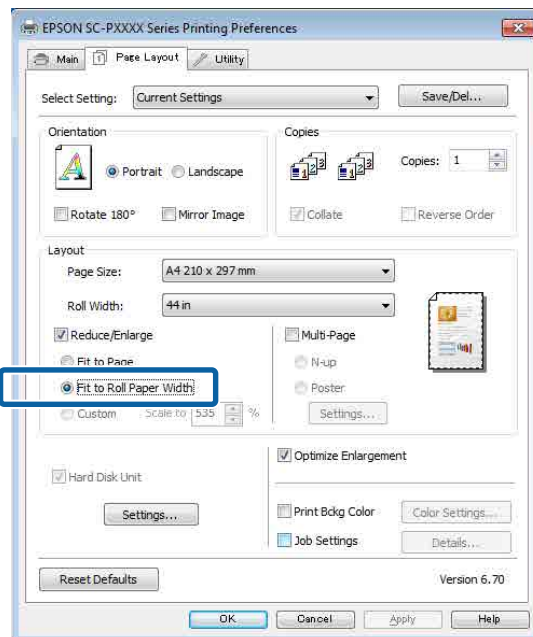 EPSON SC-PXXXX Series Printing Preferences
Main Page Layout Utility
Select Setting: Current Settings Save/Del...
Orientation Copies
Portrait Landscape Copies: 1
Rotate 180° Mirror Image Collate Reverse Order
Layout
Page Size: A4 210 x 297 mm
Roll Width: 44 in
Reduce/Enlarge Multi-Page
Fit to Page N-up
Fit to Roll Paper Width Poster
Custom Scale to 535 % Settings...
Optimize Enlargement
Hard Disk Unit
Settings... Print Bckg Color Color Settings...
Job Settings Details...
Reset Defaults Version 6.70
OK Cancel Apply Help